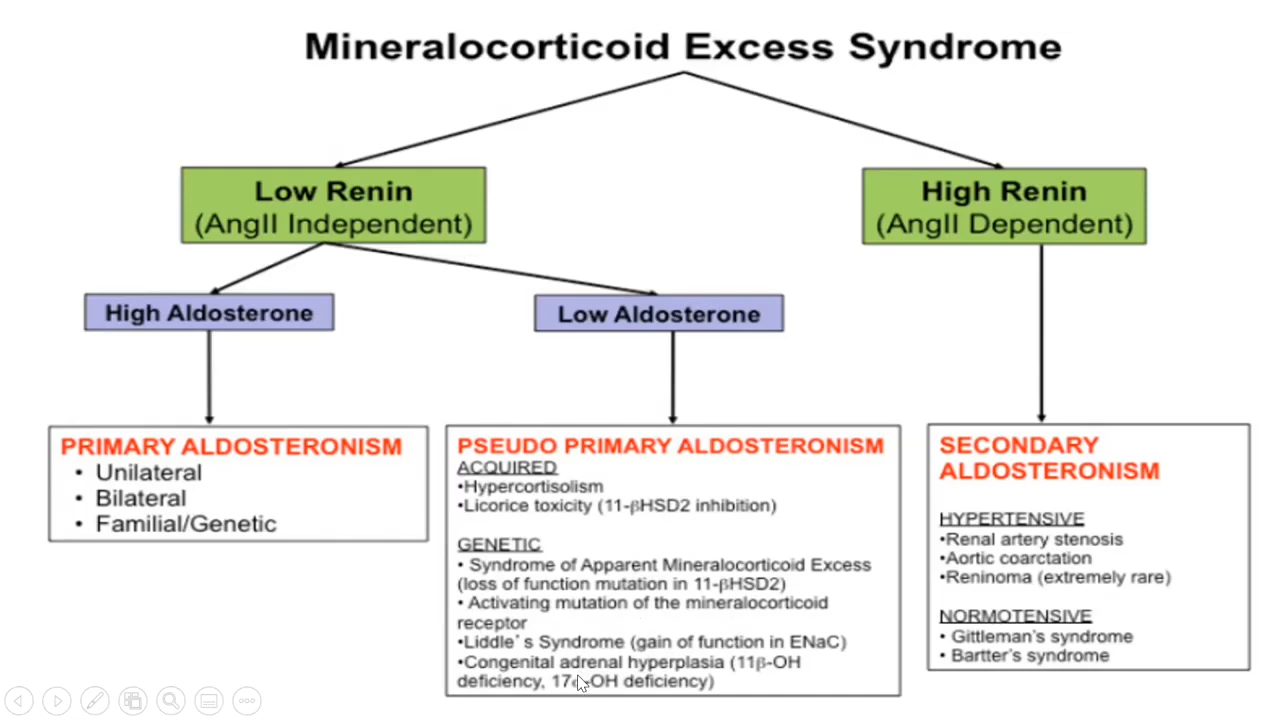 Mineralocorticoid Excess Syndrome
Low Renin
(AngII Independent)
High Renin
(AngII Dependent)
High Aldosterone
Low Aldosterone
PRIMARY ALDOSTERONISM
• Unilateral
• Bilateral
• Familial/Genetic
PSEUDO PRIMARY ALDOSTERONISM
ACQUIRED
•Hypercortisolism
•Licorice toxicity (11-βHSD2 inhibition)
GENETIC
• Syndrome of Apparent Mineralocorticoid Excess
(loss of function mutation in 11-βHSD2)
• Activating mutation of the mineralocorticoid
receptor
•Liddle's Syndrome (gain of function in ENaC)
•Congenital adrenal hyperplasia (11β-OH
deficiency, deficiency)
SECONDARY
ALDOSTERONISM
HYPERTENSIVE
•Renal artery stenosis
•Aortic coarctation
•Reninoma (extremely rare)
NORMOTENSIVE
• Gittleman's syndrome
• Bartter's syndrome